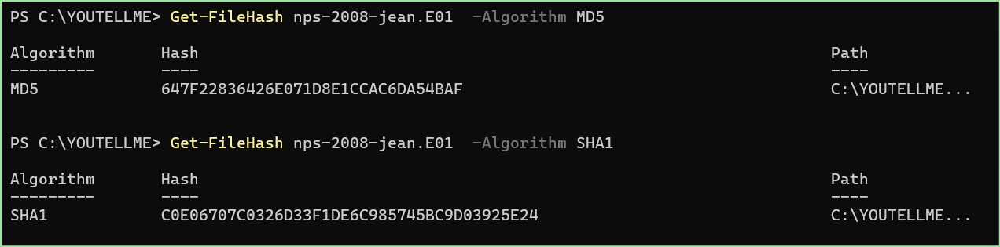 PS C:\YOUTELLME> Get-FileHash nps-2008-jean.E01  -Algorithm MD5
Algorithm       Hash                                                                   Path
---------       ----                                                                   ----
MD5             647F22836426E071D8E1CCAC6DA54BAF                                       C:\YOUTELLME...
PS C:\YOUTELLME> Get-FileHash nps-2008-jean.E01  -Algorithm SHA1
Algorithm       Hash                                                                   Path
---------       ----                                                                   ----
SHA1            C0E06707C0326D33F1DE6C985745BC9D03925E24                               C:\YOUTELLME...